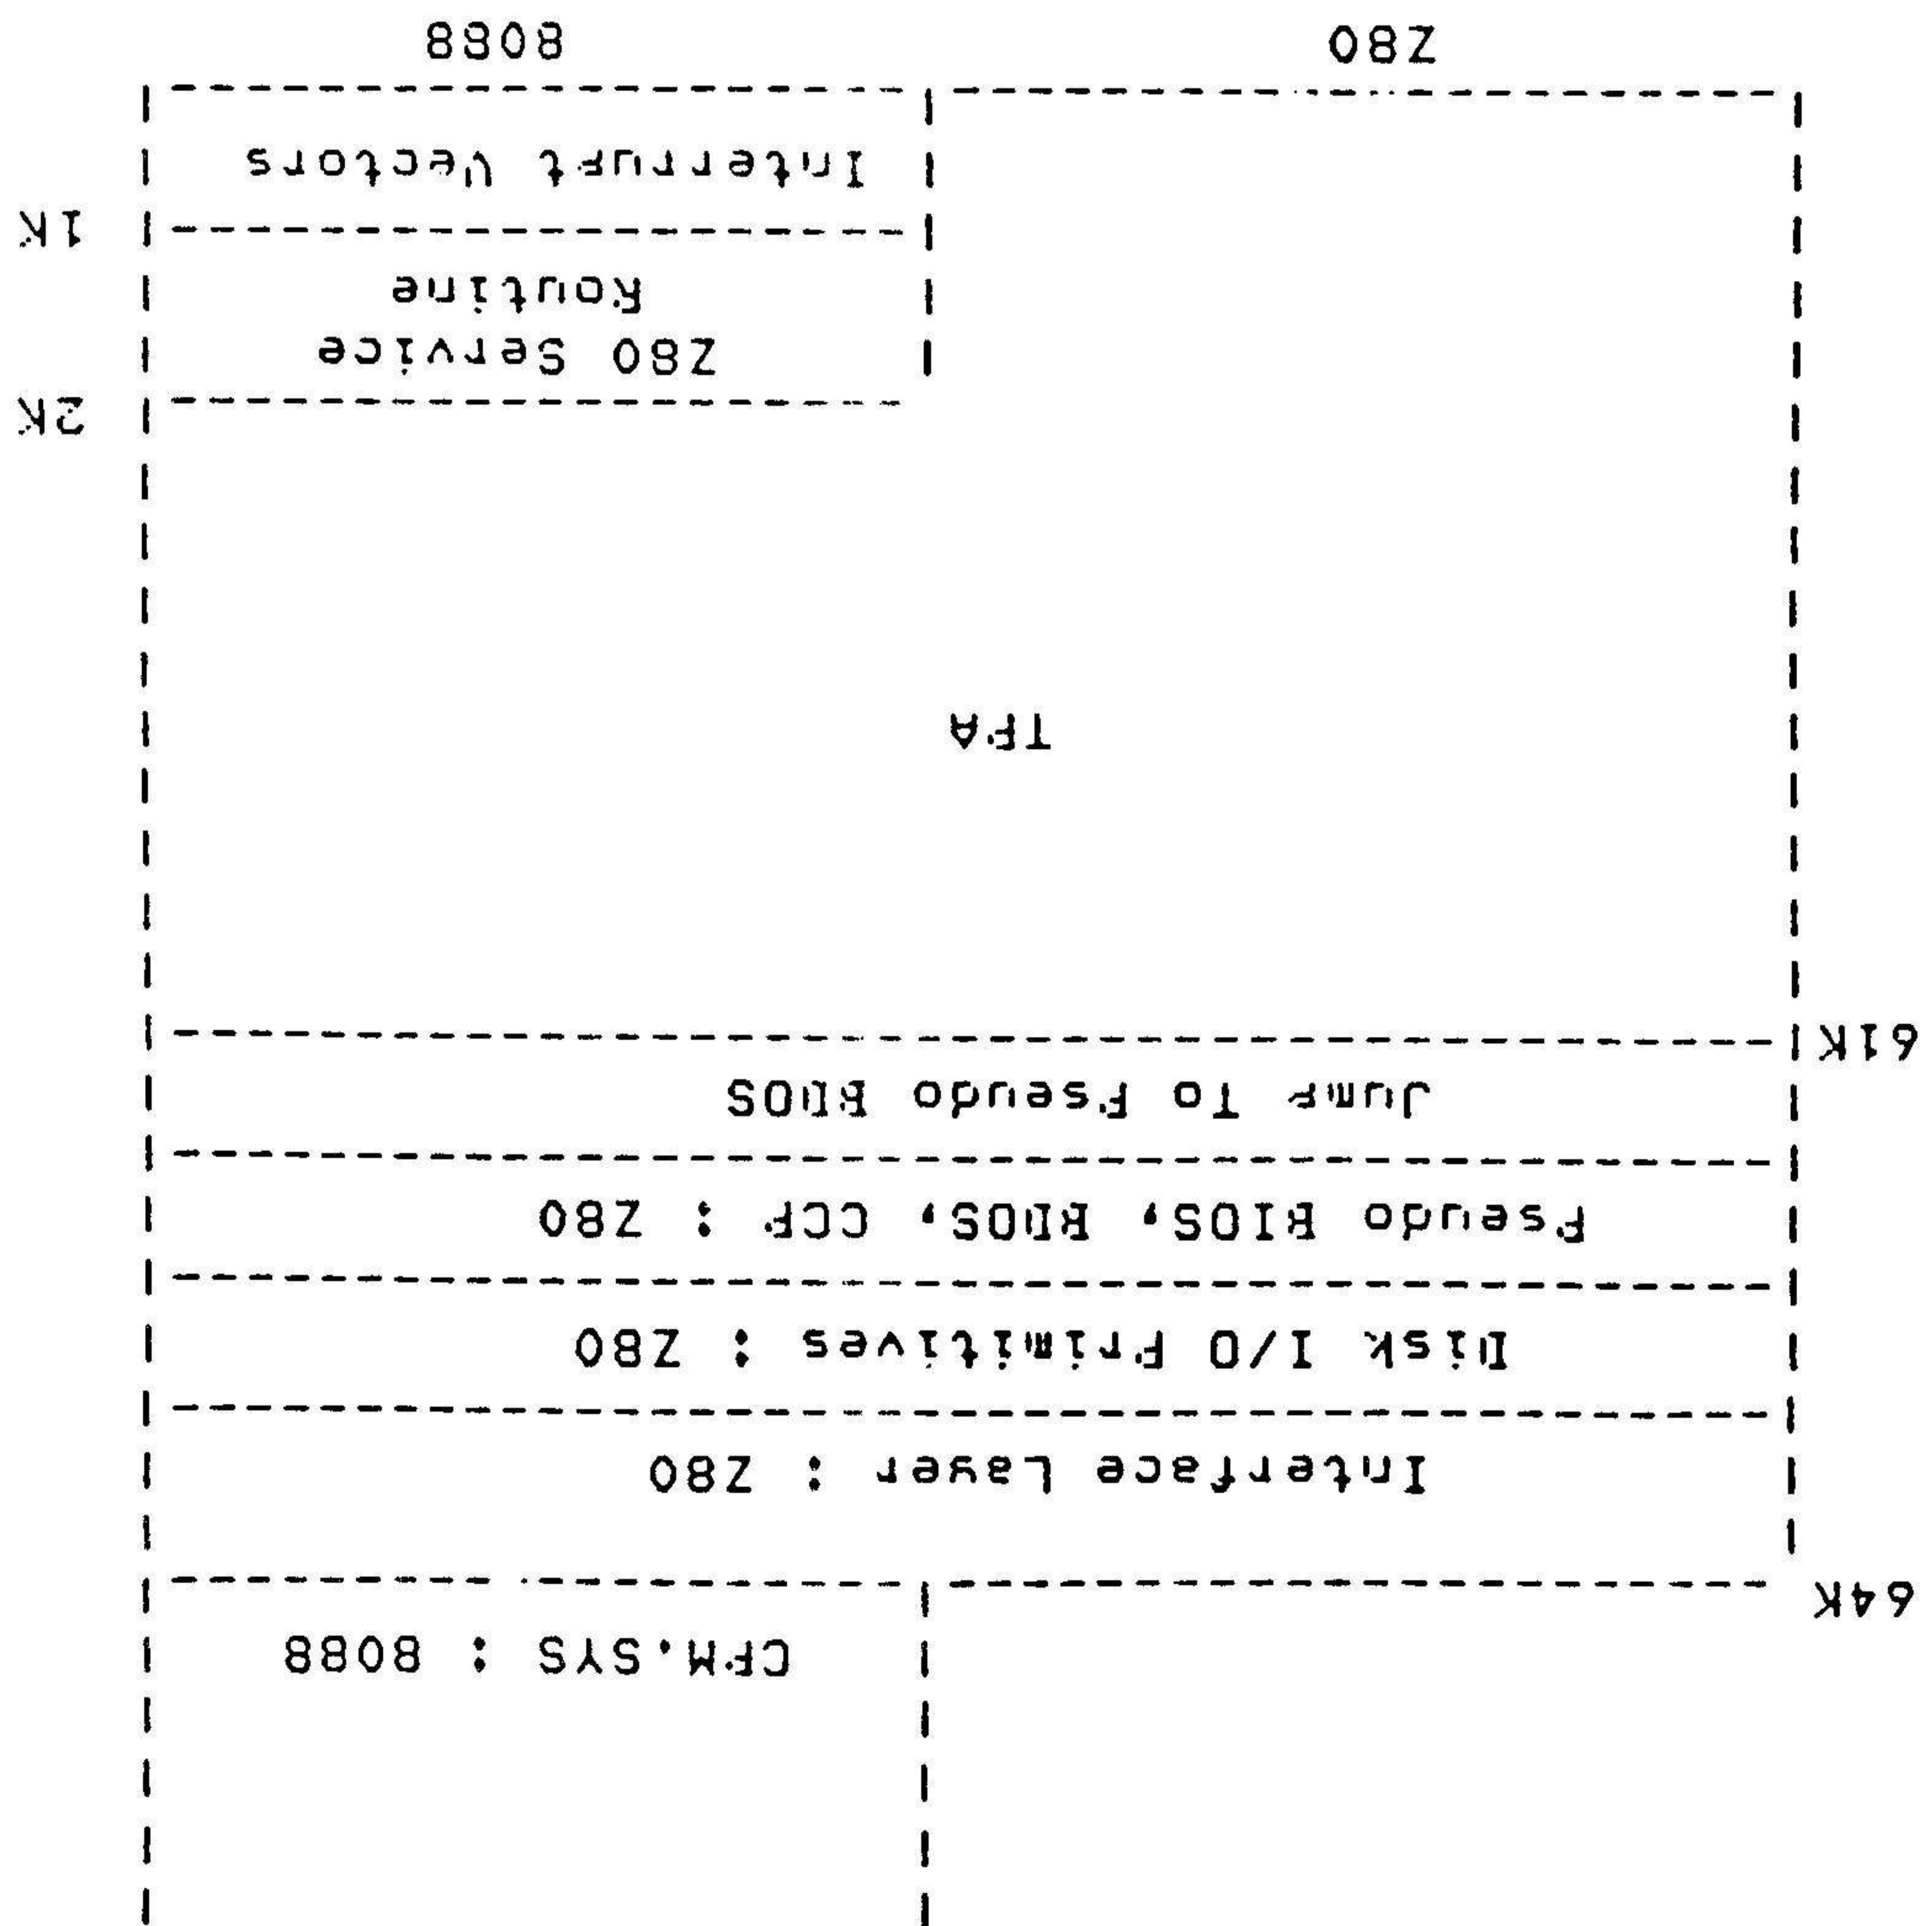 CPM.SYS : 8088
64K
Interface Layer : Z80
Disk I/O Primitives : Z80
Pseudo BIOS, BDOS, CCP : Z80
Jump To Pseudo BDOS
61K
TPA
2K
Z80 Service
Routine
1K
Interrupt Vectors
Z80 8088